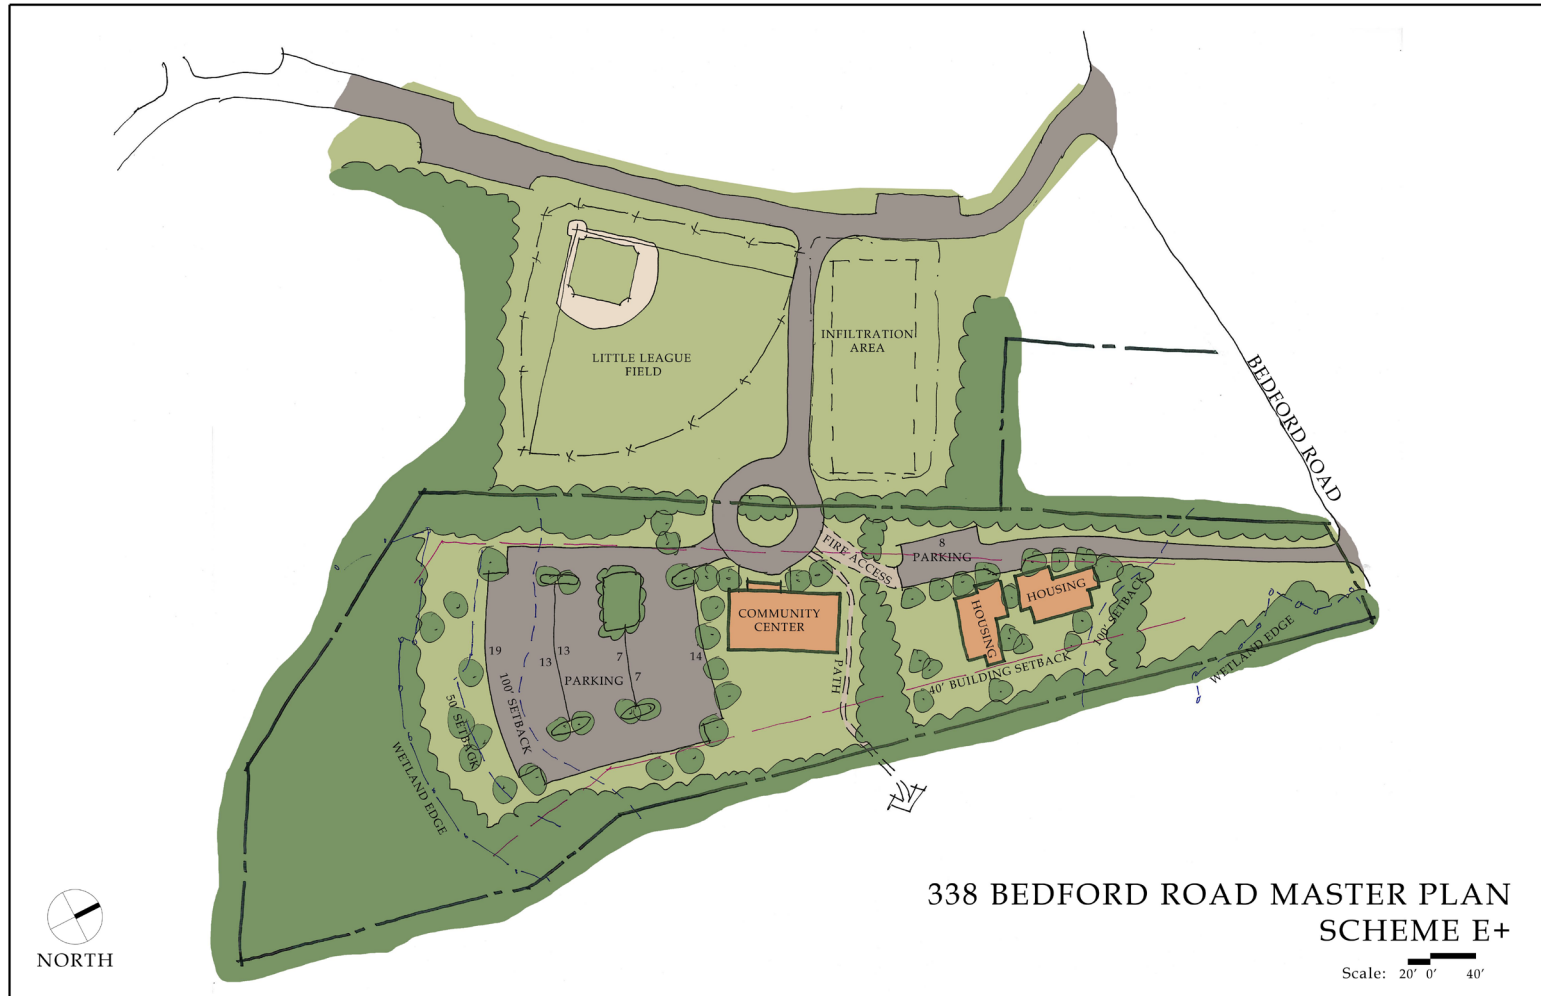 LITTLE LEAGUE
FIELD
INFILTRATION
AREA
BEDFORD ROAD
FIRE ACCESS
8
PARKING
HOUSING
HOUSING
100' SETBACK
COMMUNITY
CENTER
PATH
40' BUILDING SETBACK
WETLAND EDGE
19
13
13
7
7
14
PARKING
100' SETBACK
50' SETBACK
WETLAND EDGE
338 BEDFORD ROAD MASTER PLAN
SCHEME E+
NORTH
Scale: 20' 0' 40'